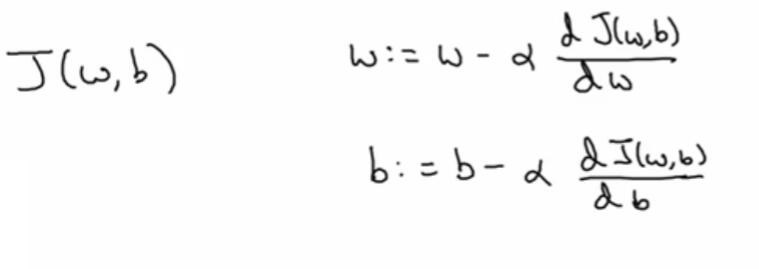 J(w,b)
w := w - α dJ(w,b)/dw
b := b - α dJ(w,b)/db